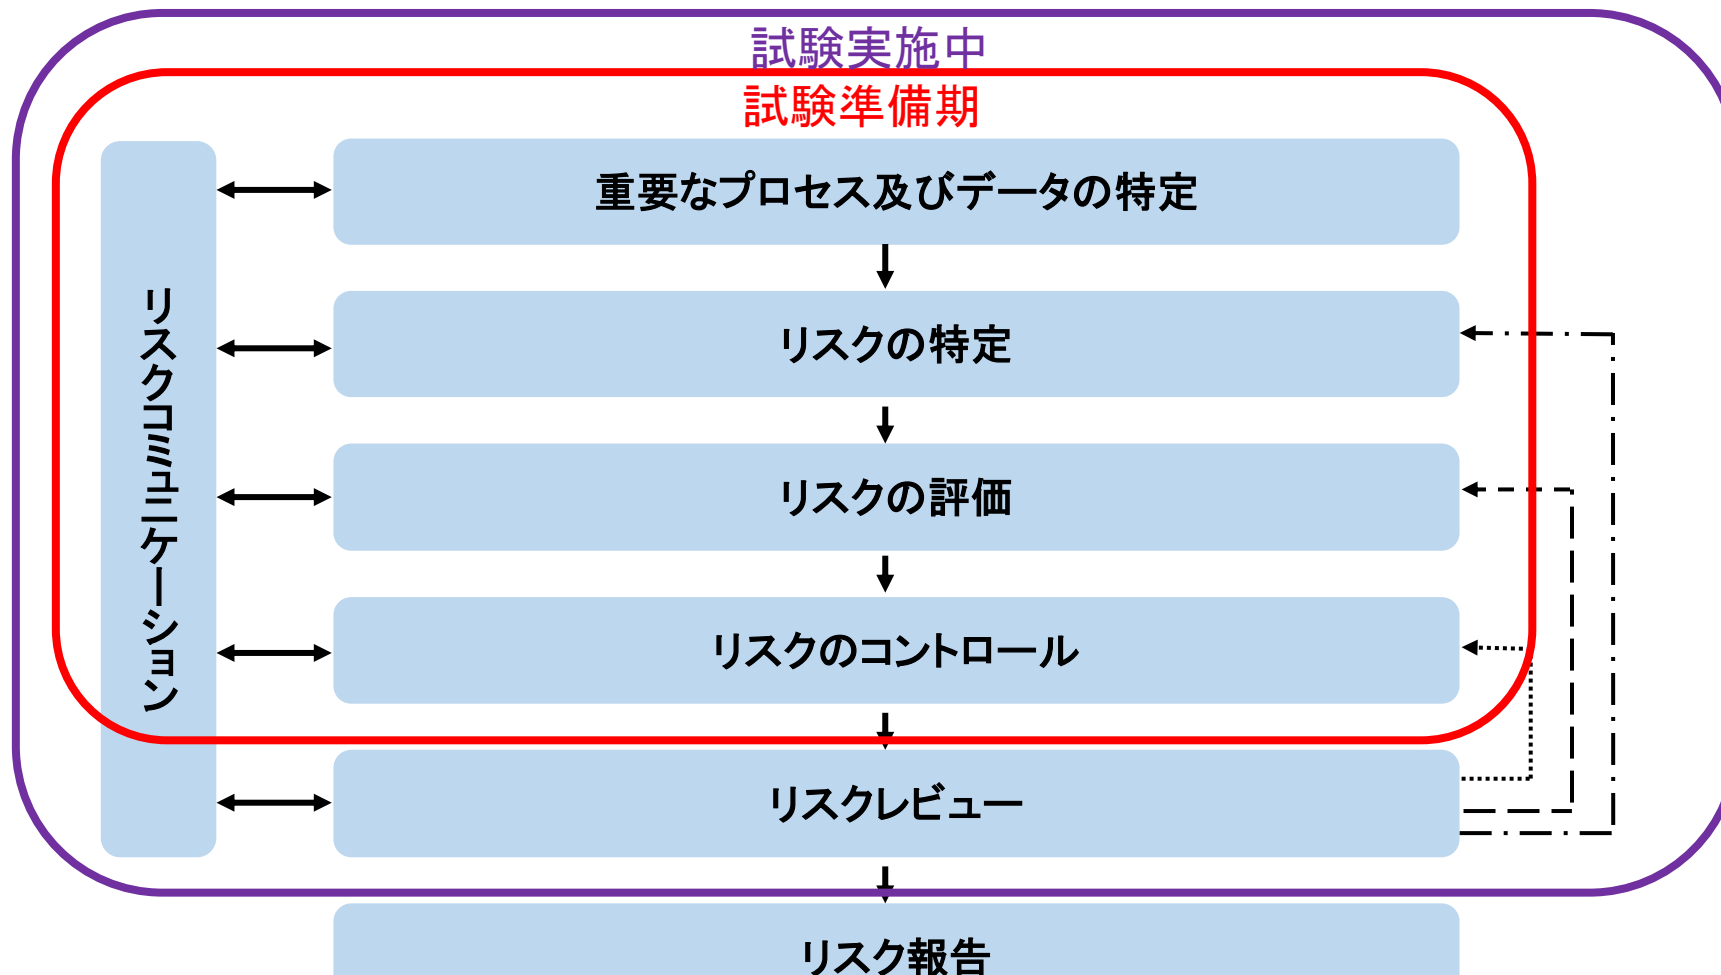 試験実施中
試験準備期
重要なプロセス及びデータの特定
リスクの特定
リスクの評価
リスクのコントロール
リスクレビュー
リスク報告
リスクコミュニケーション